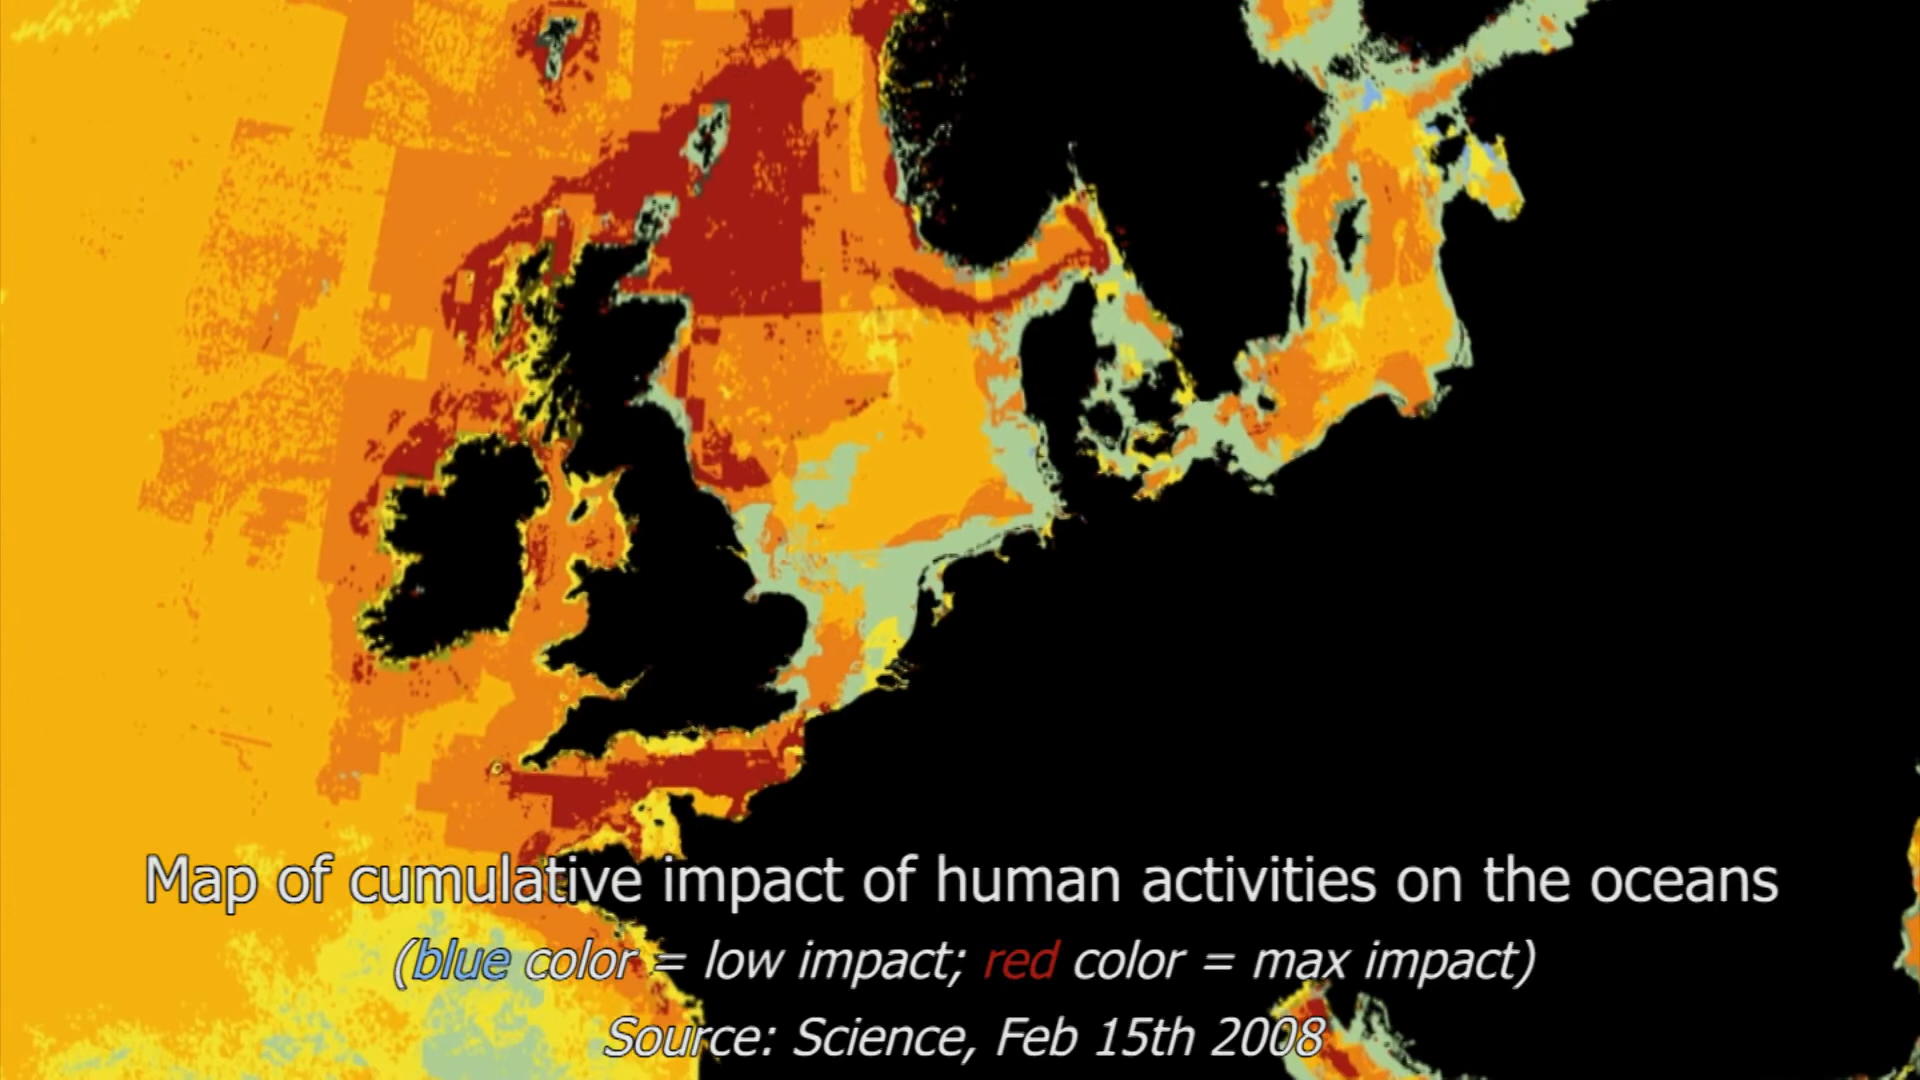 Map of cumulative impact of human activities on the oceans
(blue color = low impact; red color = max impact)
Source: Science, Feb 15th 2008